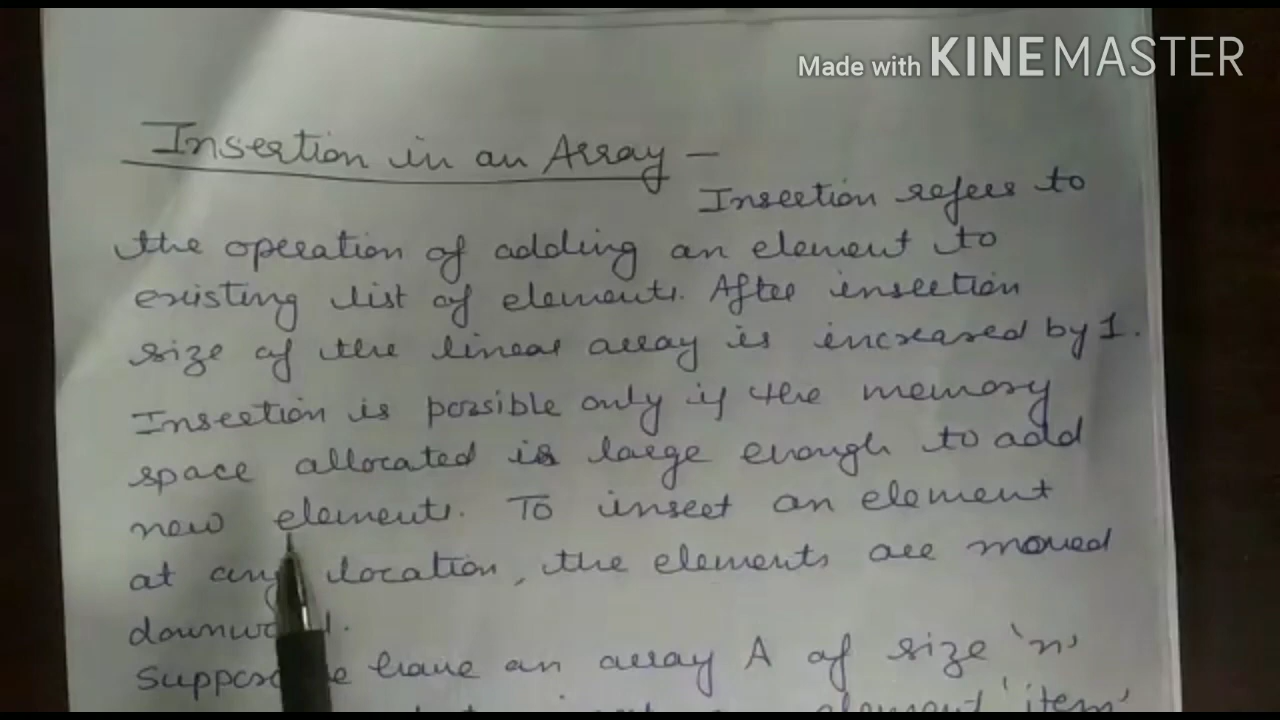 Made with KINEMASTER
Insertion in an Array —
Insertion refers to
the operation of adding an element to
existing list of elements. After insertion
size of the linear array is increased by 1.
Insertion is possible only if the memory
space allocated is large enough to add
new elements. To insert an element
at any location, the elements are moved
Suppose have an array A of size 'n'
element 'item'